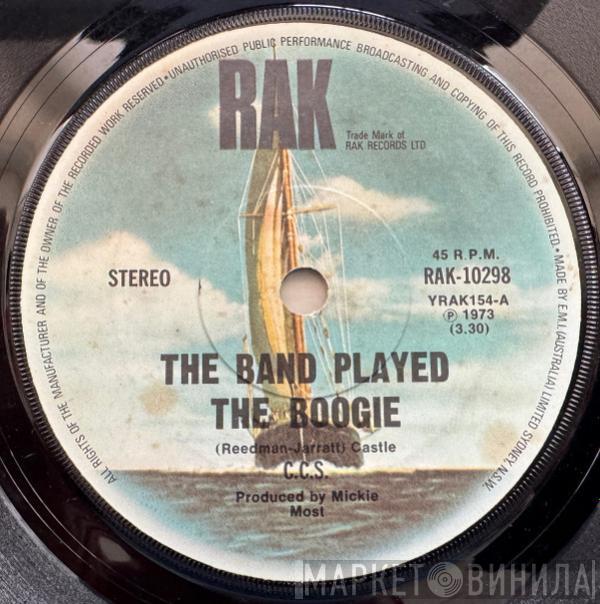 ALL RIGHTS OF THE MANUFACTURER AND OF THE OWNER OF THE RECORDED WORK RESERVED • UNAUTHORISED PUBLIC PERFORMANCE BROADCASTING AND COPYING OF THIS RECORD PROHIBITED • MADE BY E.M.I. (AUSTRALIA) LIMITED SYDNEY, N.S.W.
RAK
Trade Mark of
RAK RECORDS LTD
STEREO
45 R.P.M.
RAK-10298
YRAK154-A
Ⓟ 1973
(3.30)
THE BAND PLAYED
THE BOOGIE
(Reedman-Jarratt) Castle
C.C.S.
Produced by Mickie
Most
МАРКЕТ ВИНИЛА